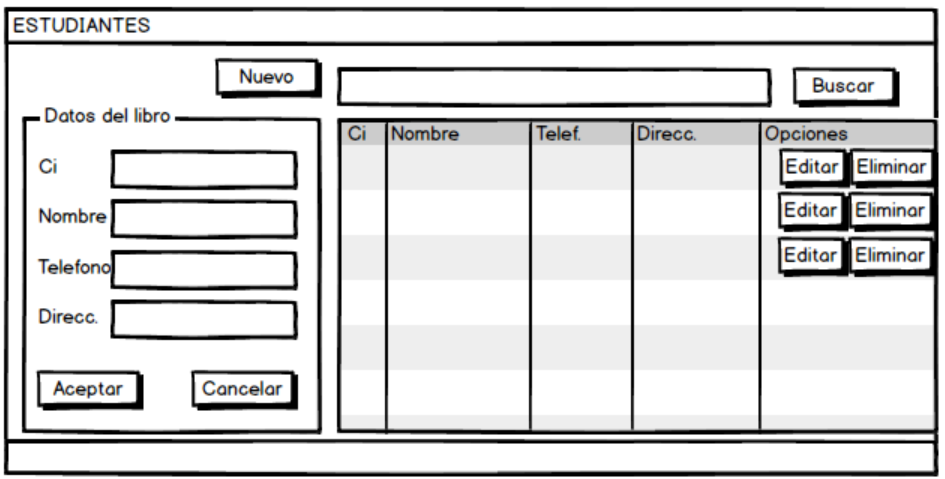 ESTUDIANTES
Nuevo
Buscar
Datos del libro
Ci
Nombre
Telefono
Direcc.
Aceptar Cancelar
Ci Nombre Telef. Direcc. Opciones
Editar Eliminar
Editar Eliminar
Editar Eliminar